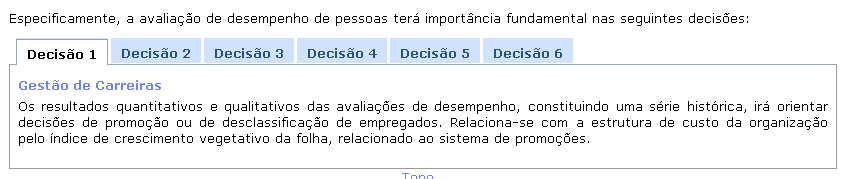 Especificamente, a avaliação de desempenho de pessoas terá importância fundamental nas seguintes decisões:
Decisão 1 Decisão 2 Decisão 3 Decisão 4 Decisão 5 Decisão 6
Gestão de Carreiras
Os resultados quantitativos e qualitativos das avaliações de desempenho, constituindo uma série histórica, irá orientar
decisões de promoção ou de desclassificação de empregados. Relaciona-se com a estrutura de custo da organização
pelo índice de crescimento vegetativo da folha, relacionado ao sistema de promoções.
Topo